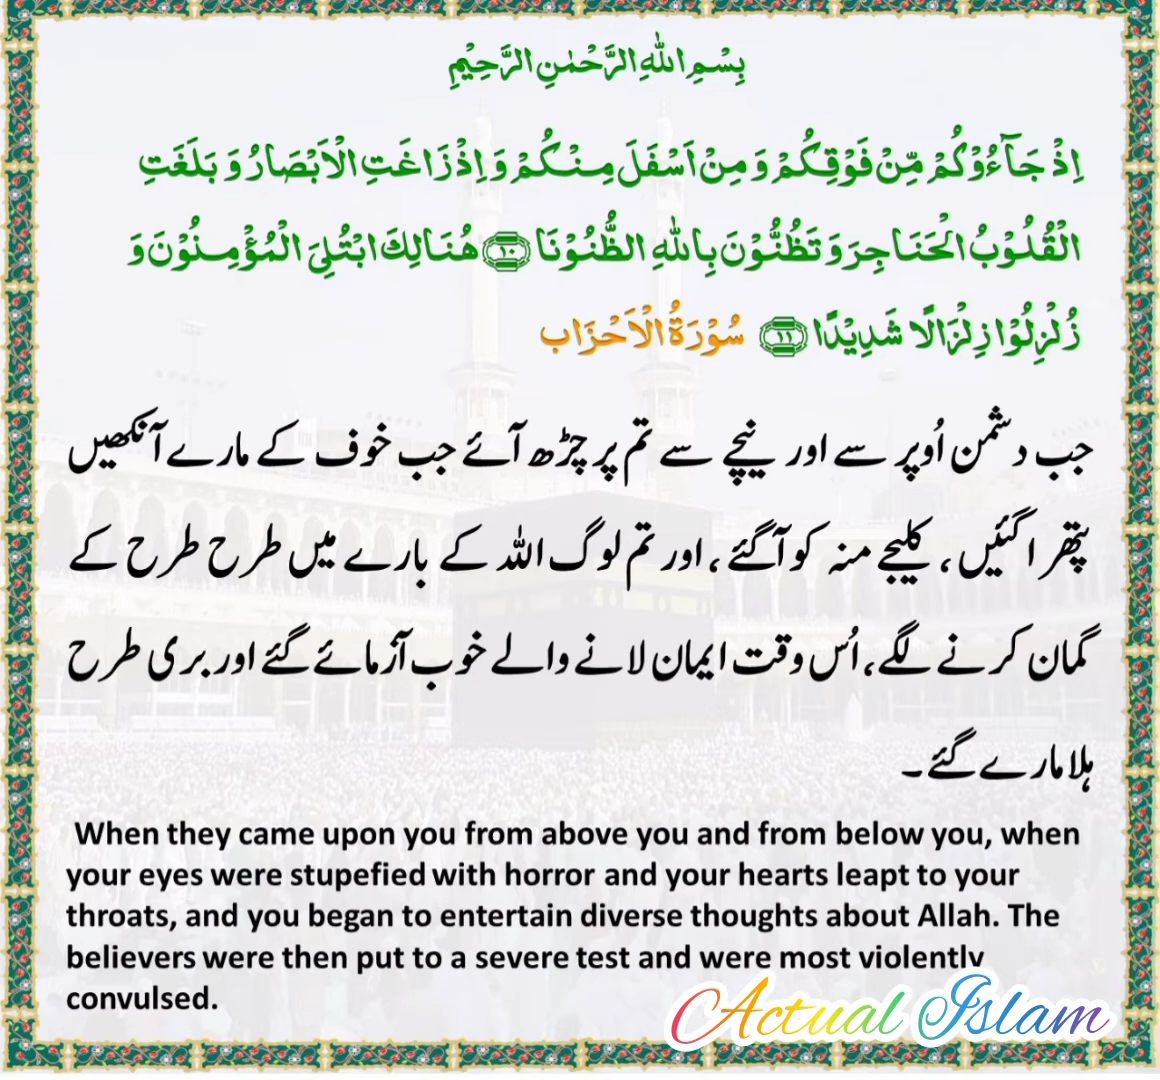 بِسْمِ اللهِ الرَّحْمٰنِ الرَّحِيْمِ
اِذْ جَآءُوْكُمْ مِّنْ فَوْقِكُمْ وَ مِنْ اَسْفَلَ مِنْكُمْ وَ اِذْ زَاغَتِ الْاَبْصَارُ وَ بَلَغَتِ
الْقُلُوْبُ الْحَنَاجِرَ وَ تَظُنُّوْنَ بِاللهِ الظُّنُوْنَا ﴿۱۰﴾ هُنَالِكَ ابْتُلِيَ الْمُؤْمِنُوْنَ وَ
زُلْزِلُوْا زِلْزَالًا شَدِيْدًا ﴿۱۱﴾ سُوْرَةُ الْاَحْزَاب
جب دشمن اُوپر سے اور نیچے سے تم پر چڑھ آئے جب خوف کے مارے آنکھیں
پتھرا گئیں، کلیجے منہ کو آگئے، اور تم لوگ اللہ کے بارے میں طرح طرح کے
گمان کرنے لگے، اُس وقت ایمان لانے والے خوب آزمائے گئے اور بری طرح
ہلا مارے گئے۔
When they came upon you from above you and from below you, when
your eyes were stupefied with horror and your hearts leapt to your
throats, and you began to entertain diverse thoughts about Allah. The
believers were then put to a severe test and were most violently
convulsed.
Actual Islam